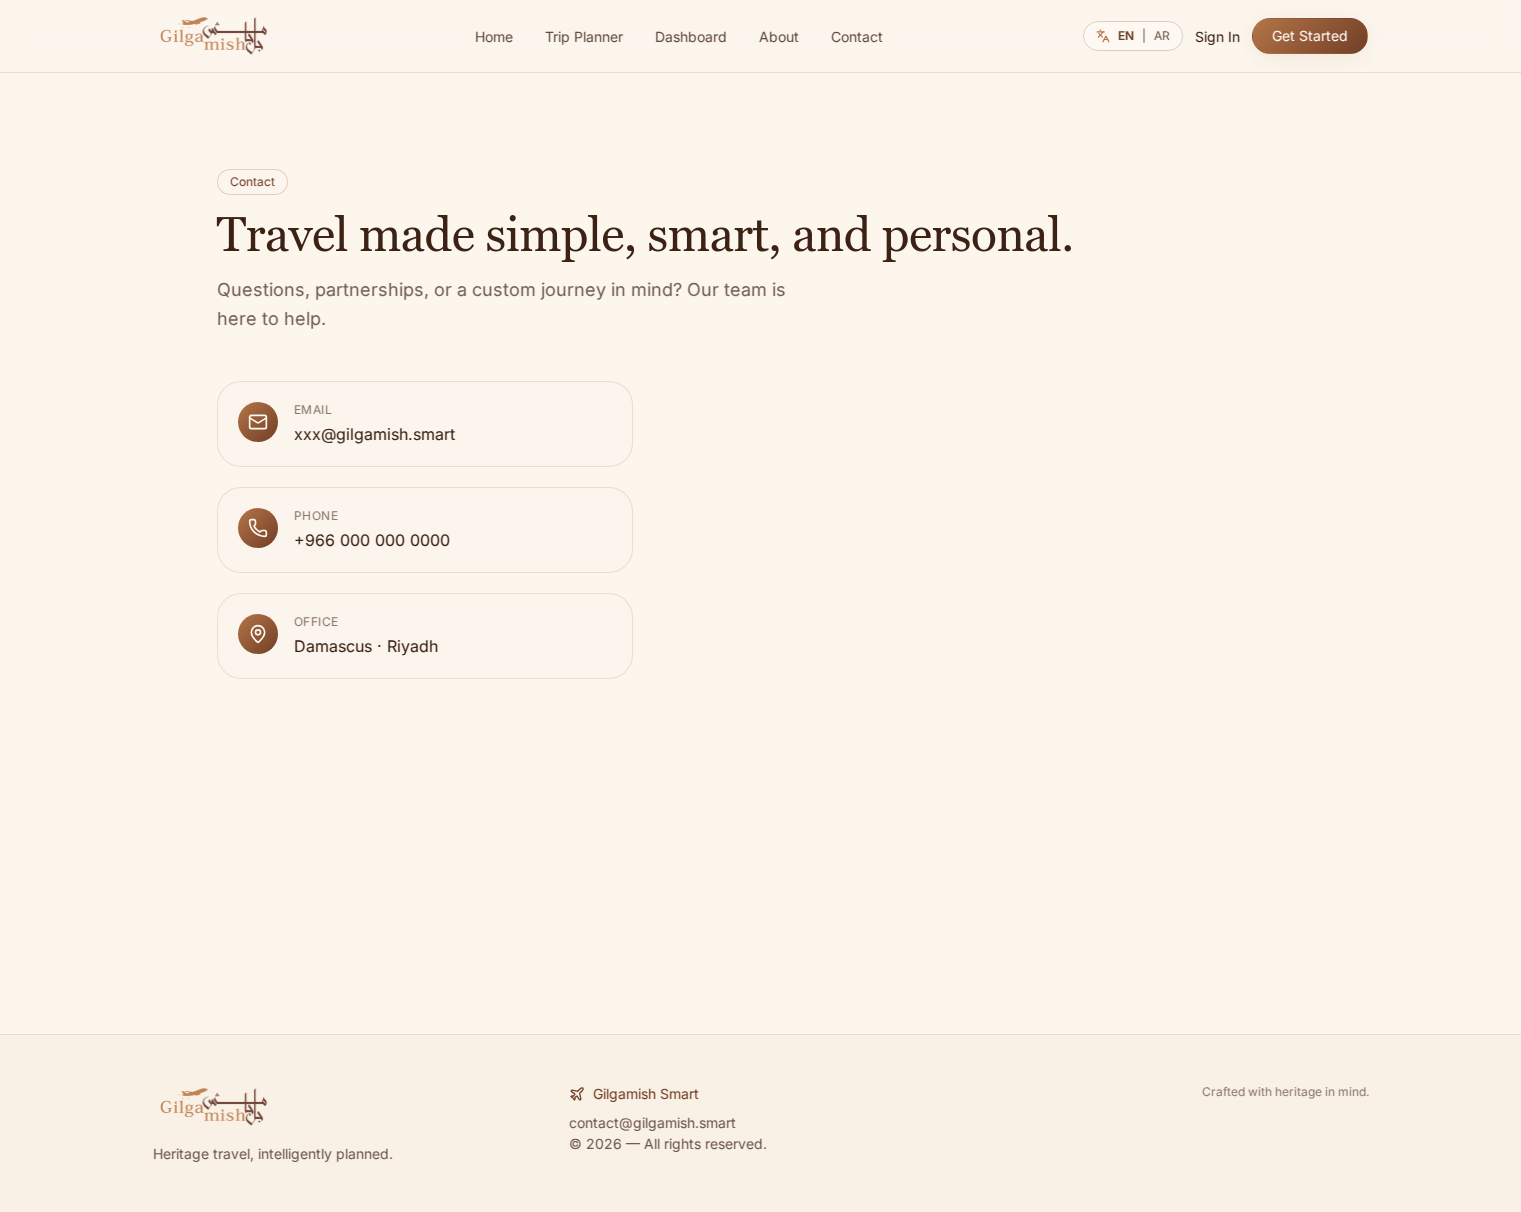 Gilgamish جلجامش
Home
Trip Planner
Dashboard
About
Contact
EN | AR
Sign In
Get Started
Contact
Travel made simple, smart, and personal.
Questions, partnerships, or a custom journey in mind? Our team is
here to help.
EMAIL
xxx@gilgamish.smart
PHONE
+966 000 000 0000
OFFICE
Damascus · Riyadh
Gilgamish جلجامش
Heritage travel, intelligently planned.
Gilgamish Smart
contact@gilgamish.smart
© 2026 — All rights reserved.
Crafted with heritage in mind.